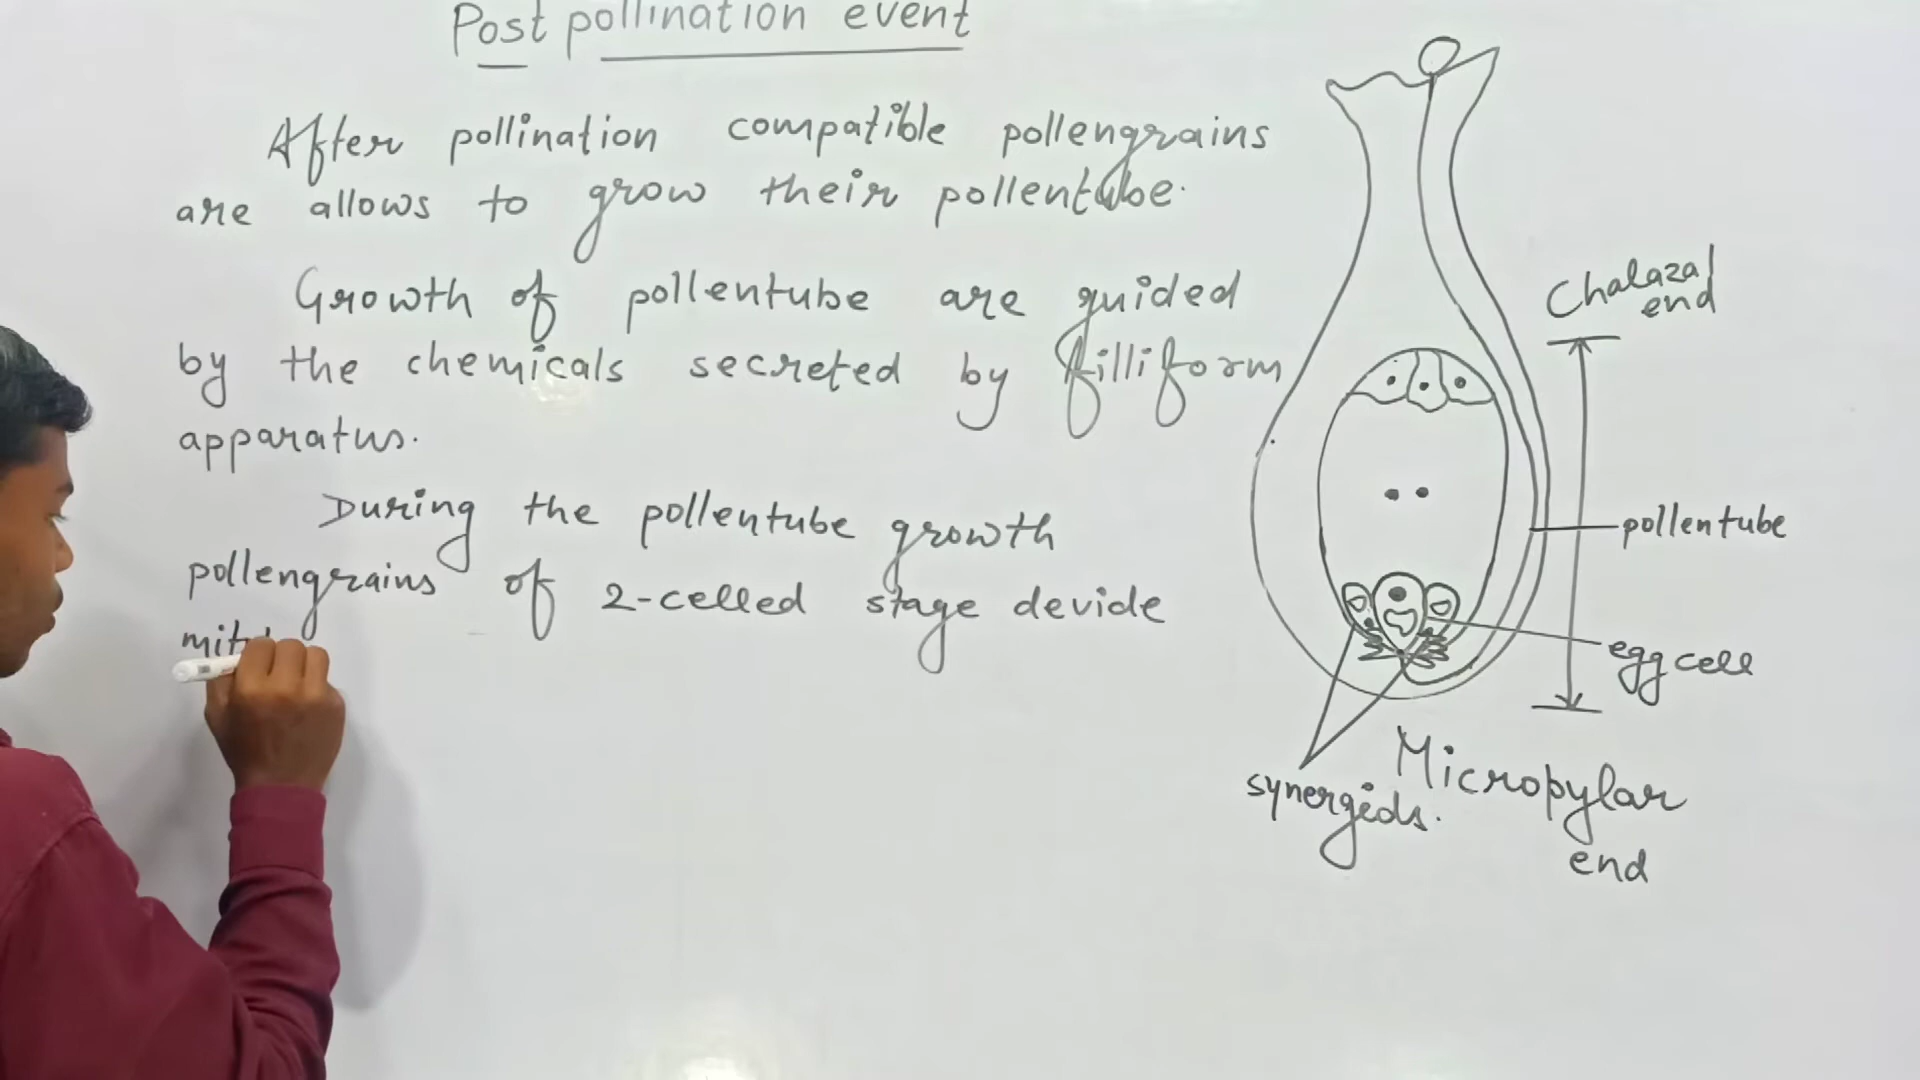 Post pollination event
After pollination compatible pollengrains
are allows to grow their pollentube.
Growth of pollentube are guided
by the chemicals secreted by filliform
apparatus.
During the pollentube growth
pollengrains of 2-celled stage devide
Chalazal
end
pollentube
egg cell
synergids.
Micropylar
end